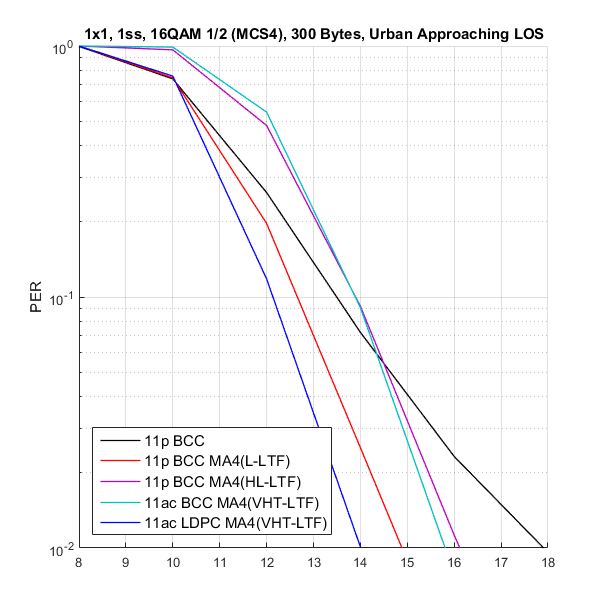 1x1, 1ss, 16QAM 1/2 (MCS4), 300 Bytes, Urban Approaching LOS
10^0
10^-1
10^-2
PER
11p BCC
11p BCC MA4(L-LTF)
11p BCC MA4(HL-LTF)
11ac BCC MA4(VHT-LTF)
11ac LDPC MA4(VHT-LTF)
8 9 10 11 12 13 14 15 16 17 18